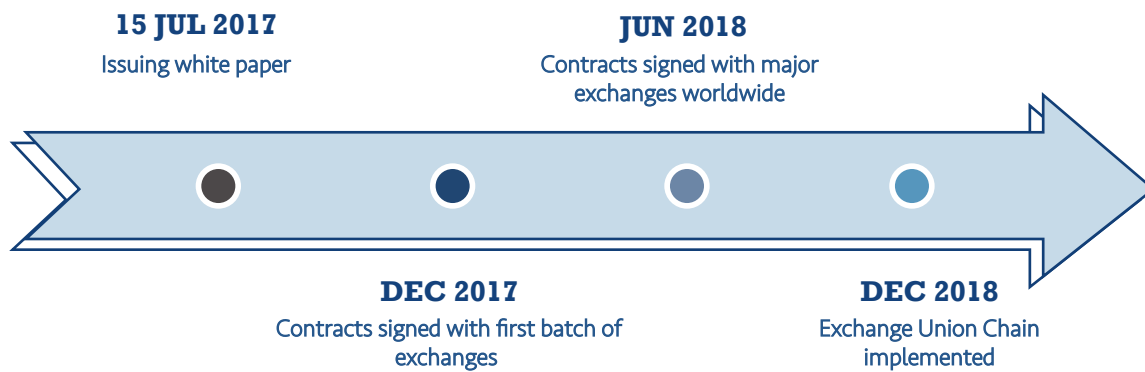 15 JUL 2017
Issuing white paper
JUN 2018
Contracts signed with major
exchanges worldwide
DEC 2017
Contracts signed with first batch of
exchanges
DEC 2018
Exchange Union Chain
implemented